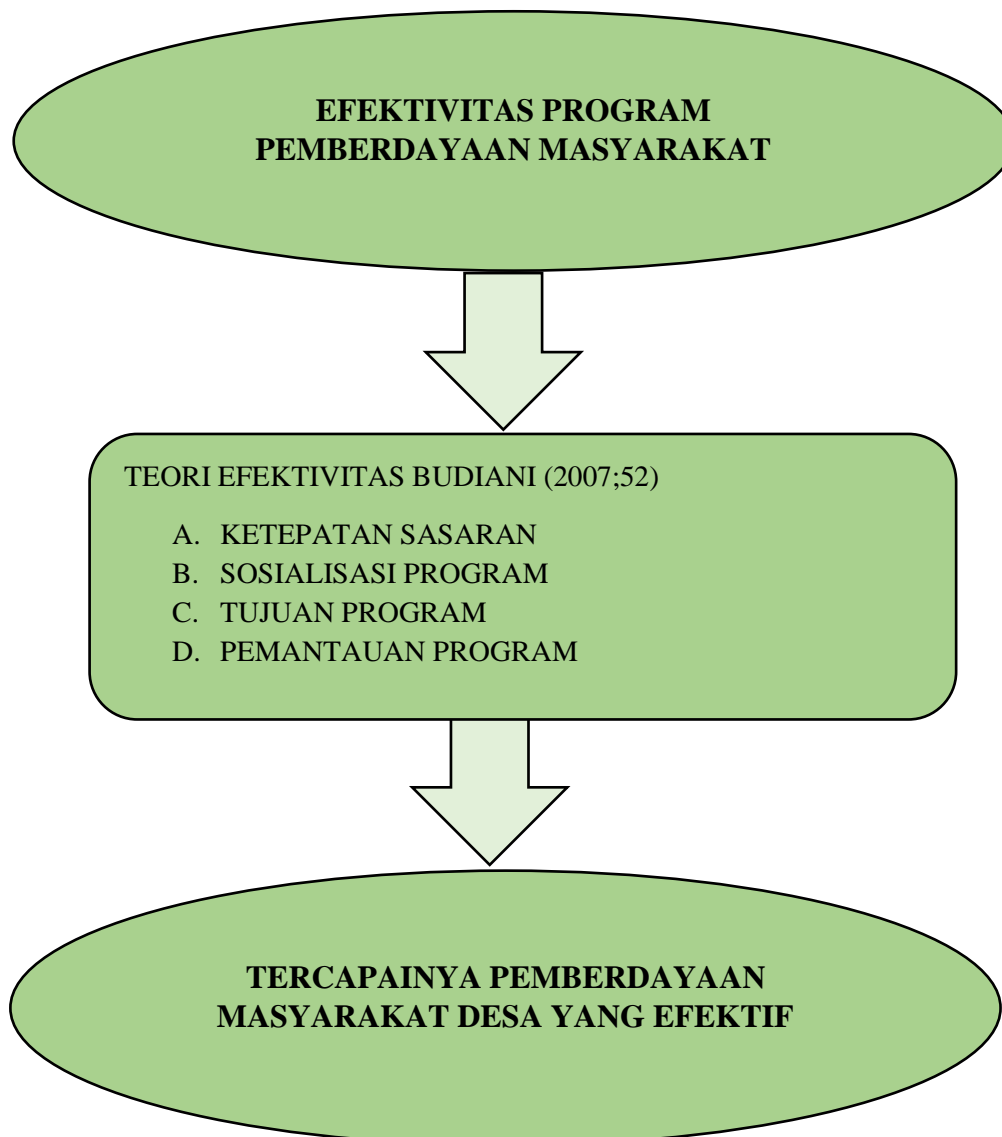 EFEKTIVITAS PROGRAM
PEMBERDAYAAN MASYARAKAT
TEORI EFEKTIVITAS BUDIANI (2007;52)
A. KETEPATAN SASARAN
B. SOSIALISASI PROGRAM
C. TUJUAN PROGRAM
D. PEMANTAUAN PROGRAM
TERCAPAINYA PEMBERDAYAAN
MASYARAKAT DESA YANG EFEKTIF